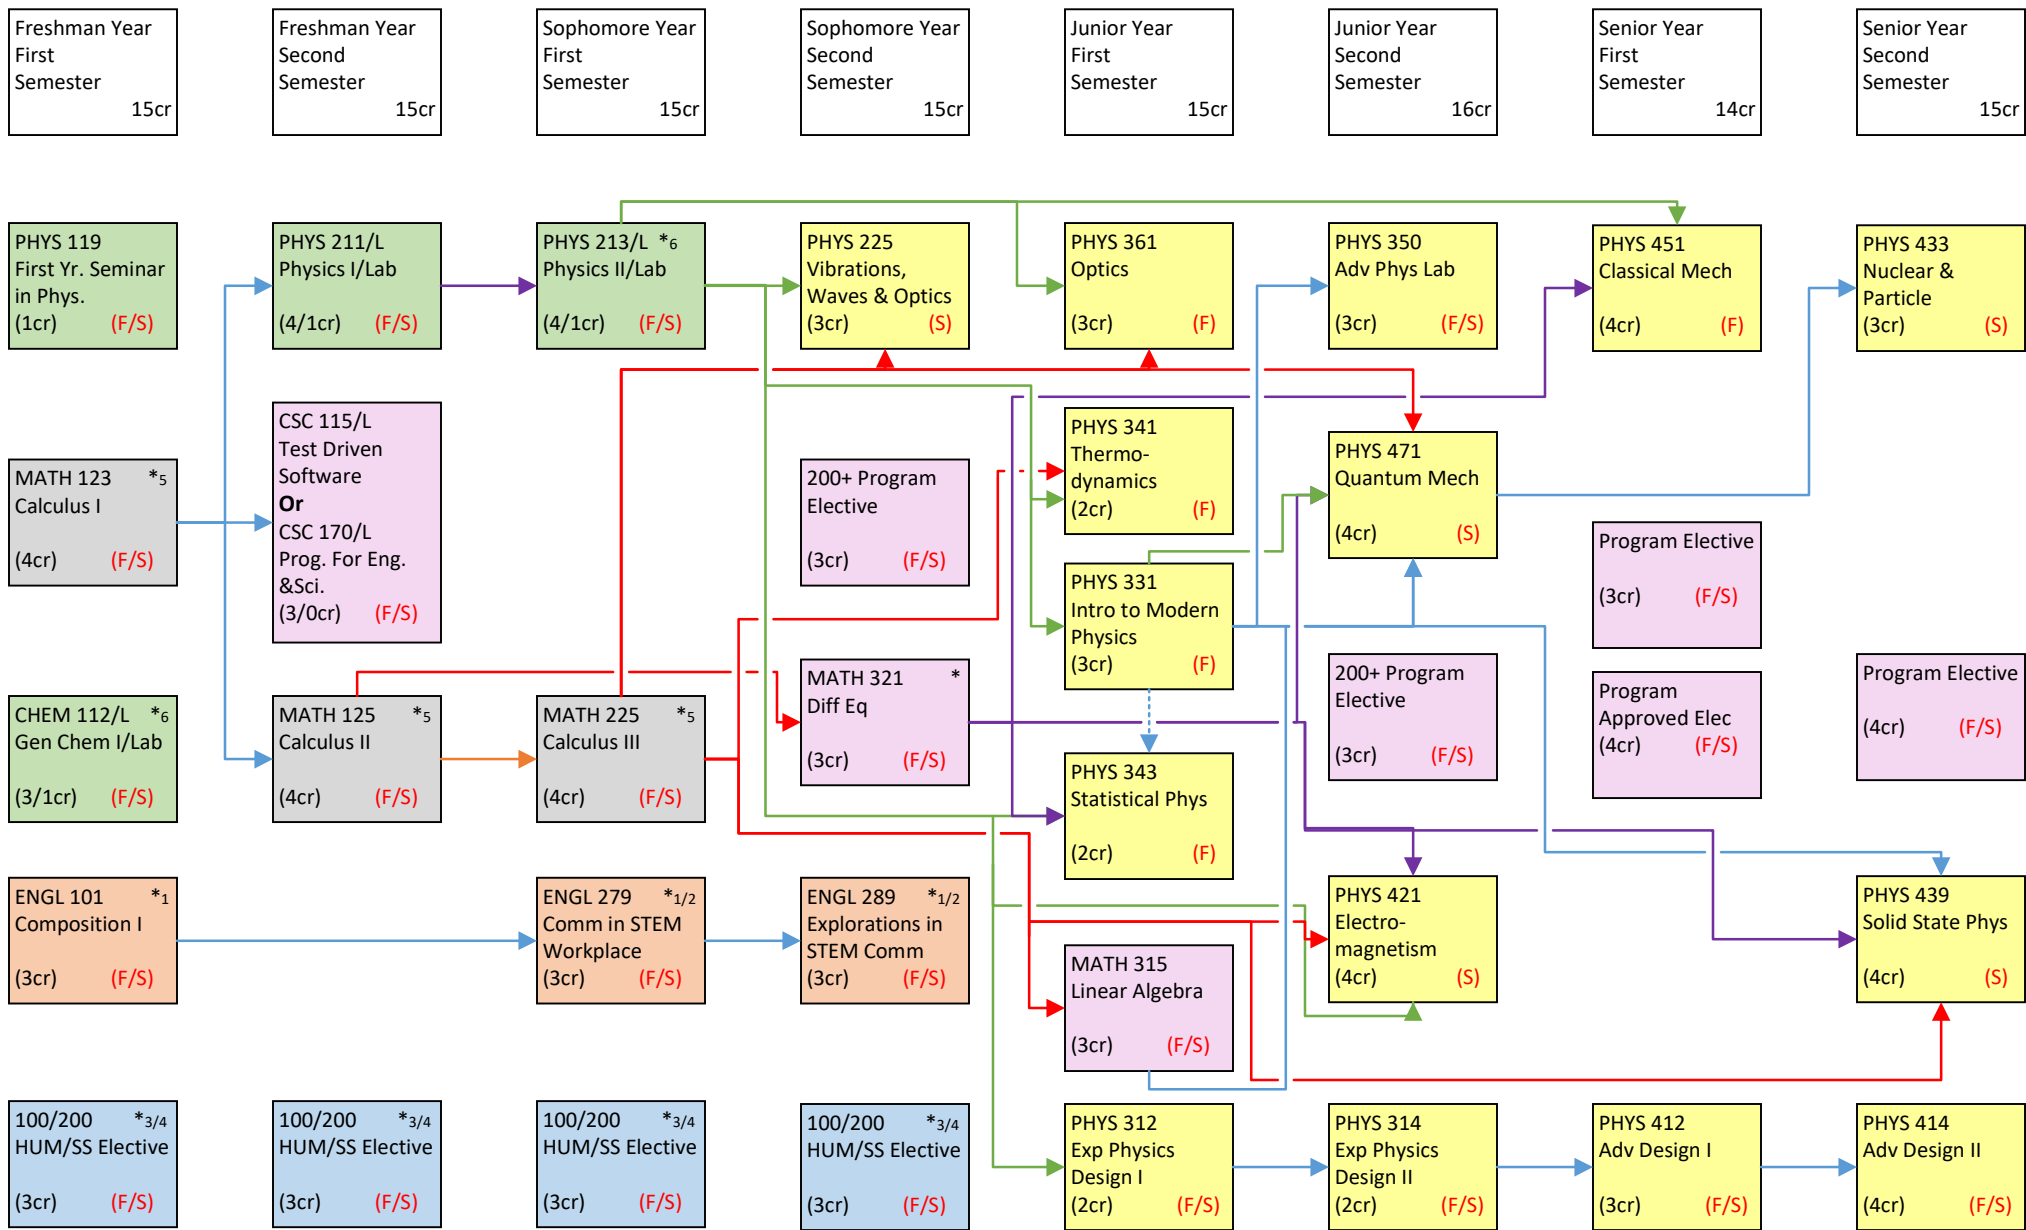 Freshman Year
First
Semester
15cr
Freshman Year
Second
Semester
15cr
Sophomore Year
First
Semester
15cr
Sophomore Year
Second
Semester
15cr
Junior Year
First
Semester
15cr
Junior Year
Second
Semester
16cr
Senior Year
First
Semester
14cr
Senior Year
Second
Semester
15cr
PHYS 119
First Yr. Seminar
in Phys.
(1cr) (F/S)
PHYS 211/L
Physics I/Lab
(4/1cr) (F/S)
PHYS 213/L *6
Physics II/Lab
(4/1cr) (F/S)
PHYS 225
Vibrations,
Waves & Optics
(3cr) (S)
PHYS 361
Optics
(3cr) (F)
PHYS 350
Adv Phys Lab
(3cr) (F/S)
PHYS 451
Classical Mech
(4cr) (F)
PHYS 433
Nuclear &
Particle
(3cr) (S)
MATH 123 *5
Calculus I
(4cr) (F/S)
CSC 115/L
Test Driven
Software
Or
CSC 170/L
Prog. For Eng.
&Sci.
(3/0cr) (F/S)
200+ Program
Elective
(3cr) (F/S)
PHYS 341
Thermo-
dynamics
(2cr) (F)
PHYS 471
Quantum Mech
(4cr) (S)
Program Elective
(3cr) (F/S)
PHYS 331
Intro to Modern
Physics
(3cr) (F)
CHEM 112/L *6
Gen Chem I/Lab
(3/1cr) (F/S)
MATH 125 *5
Calculus II
(4cr) (F/S)
MATH 225 *5
Calculus III
(4cr) (F/S)
MATH 321 *
Diff Eq
(3cr) (F/S)
PHYS 343
Statistical Phys
(2cr) (F)
200+ Program
Elective
(3cr) (F/S)
Program
Approved Elec
(4cr) (F/S)
Program Elective
(4cr) (F/S)
ENGL 101 *1
Composition I
(3cr) (F/S)
ENGL 279 *1/2
Comm in STEM
Workplace
(3cr) (F/S)
ENGL 289 *1/2
Explorations in
STEM Comm
(3cr) (F/S)
MATH 315
Linear Algebra
(3cr) (F/S)
PHYS 421
Electro-
magnetism
(4cr) (S)
PHYS 439
Solid State Phys
(4cr) (S)
100/200 *3/4
HUM/SS Elective
(3cr) (F/S)
100/200 *3/4
HUM/SS Elective
(3cr) (F/S)
100/200 *3/4
HUM/SS Elective
(3cr) (F/S)
100/200 *3/4
HUM/SS Elective
(3cr) (F/S)
PHYS 312
Exp Physics
Design I
(2cr) (F/S)
PHYS 314
Exp Physics
Design II
(2cr) (F/S)
PHYS 412
Adv Design I
(3cr) (F/S)
PHYS 414
Adv Design II
(4cr) (F/S)